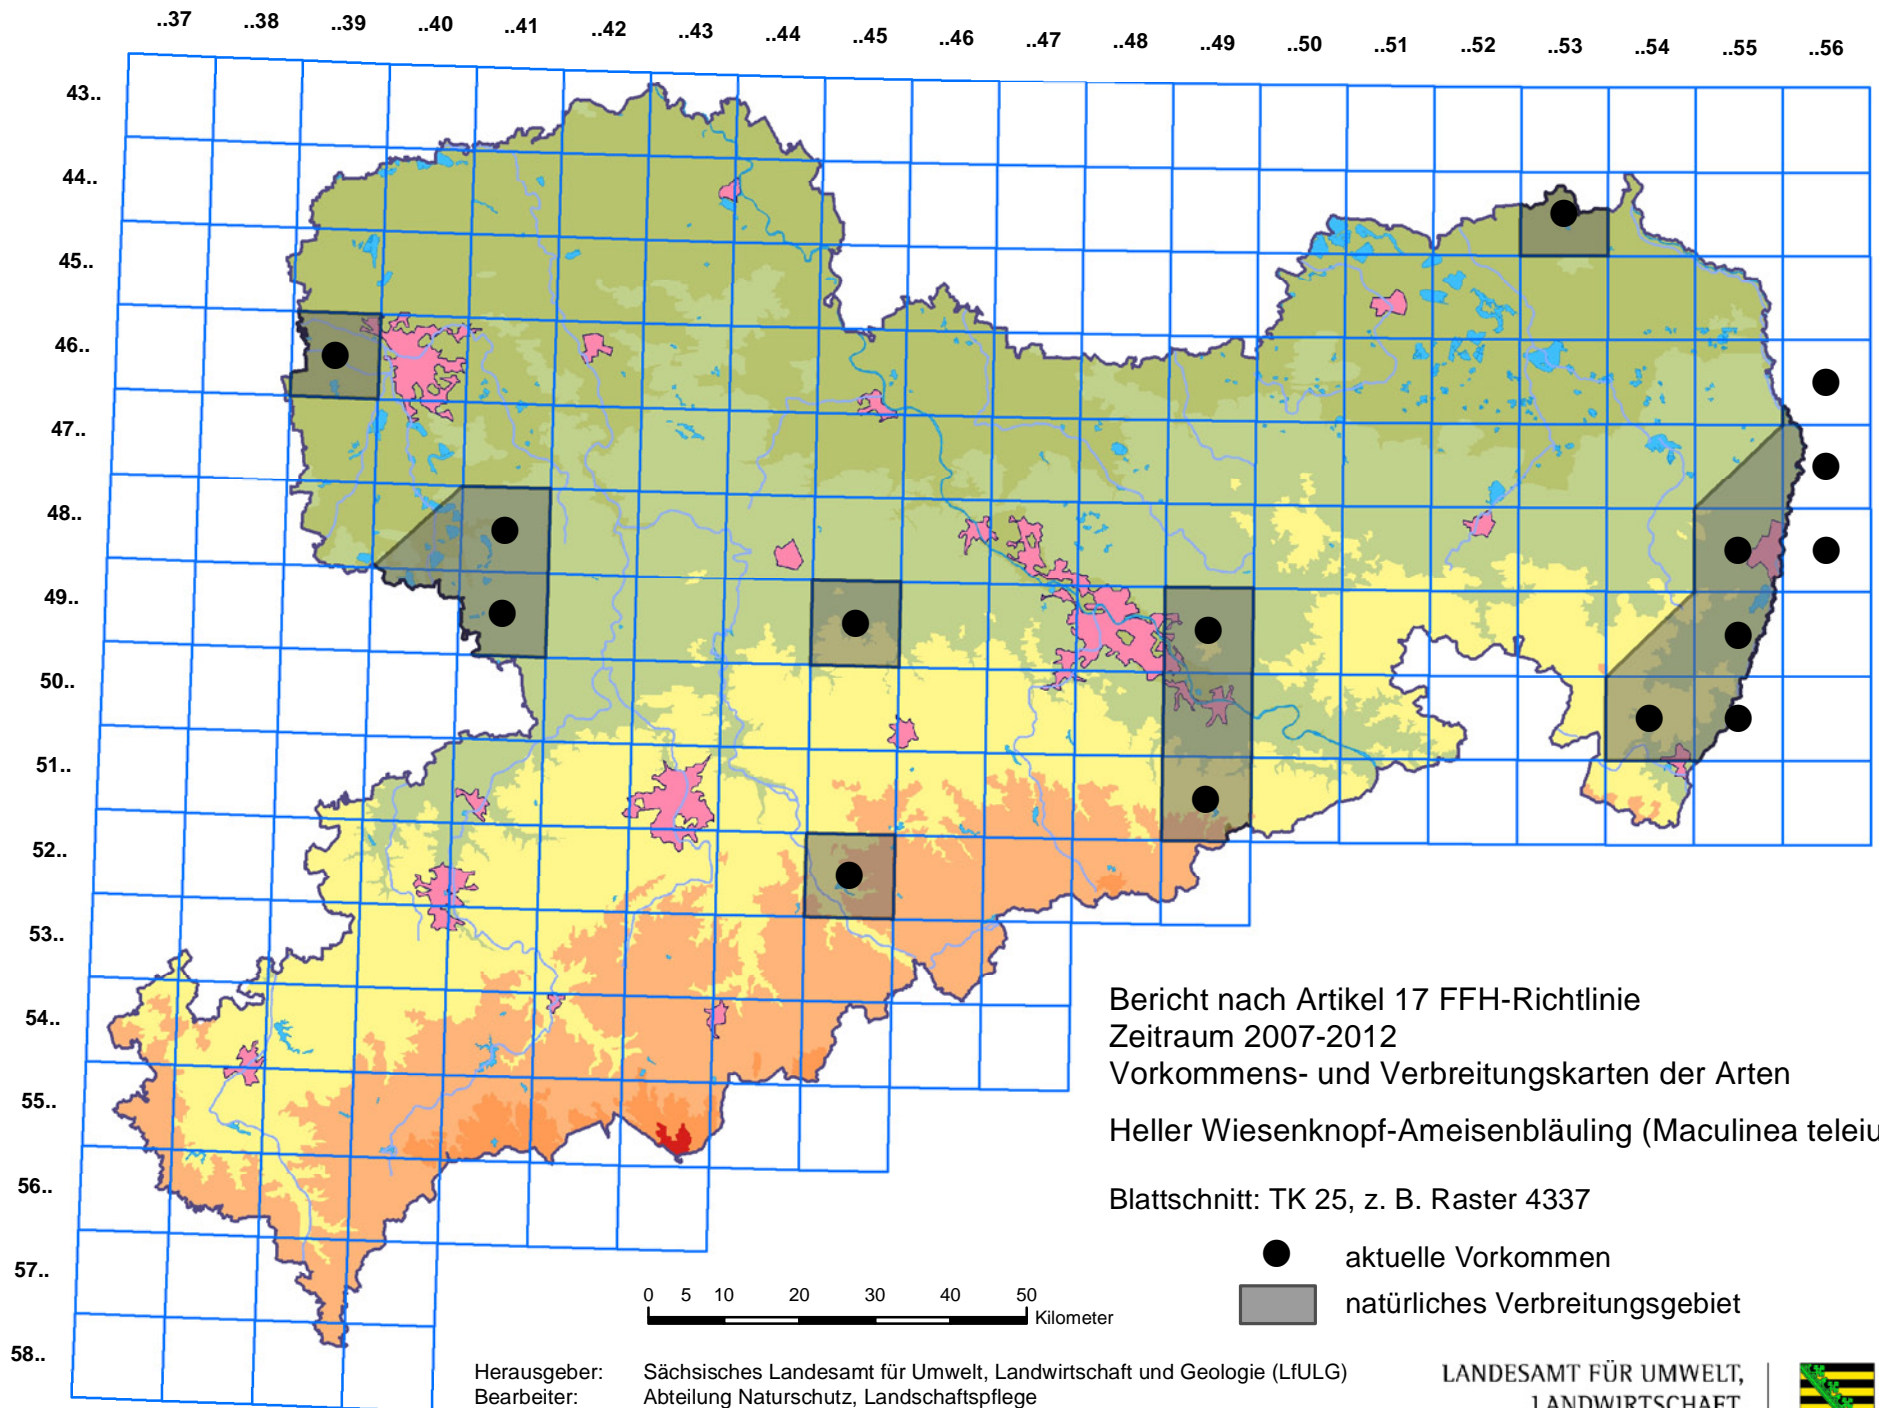 ..37 ..38 ..39 ..40 ..41 ..42 ..43 ..44 ..45 ..46 ..47 ..48 ..49 ..50 ..51 ..52 ..53 ..54 ..55 ..56
43..
44..
45..
46..
47..
48..
49..
50..
51..
52..
53..
54..
55..
56..
57..
58..
Bericht nach Artikel 17 FFH-Richtlinie
Zeitraum 2007-2012
Vorkommens- und Verbreitungskarten der Arten
Heller Wiesenknopf-Ameisenbläuling (Maculinea teleiu
Blattschnitt: TK 25, z. B. Raster 4337
aktuelle Vorkommen
natürliches Verbreitungsgebiet
0 5 10 20 30 40 50
Kilometer
Herausgeber: Sächsisches Landesamt für Umwelt, Landwirtschaft und Geologie (LfULG)
Bearbeiter: Abteilung Naturschutz, Landschaftspflege
LANDESAMT FÜR UMWELT,
LANDWIRTSCHAFT